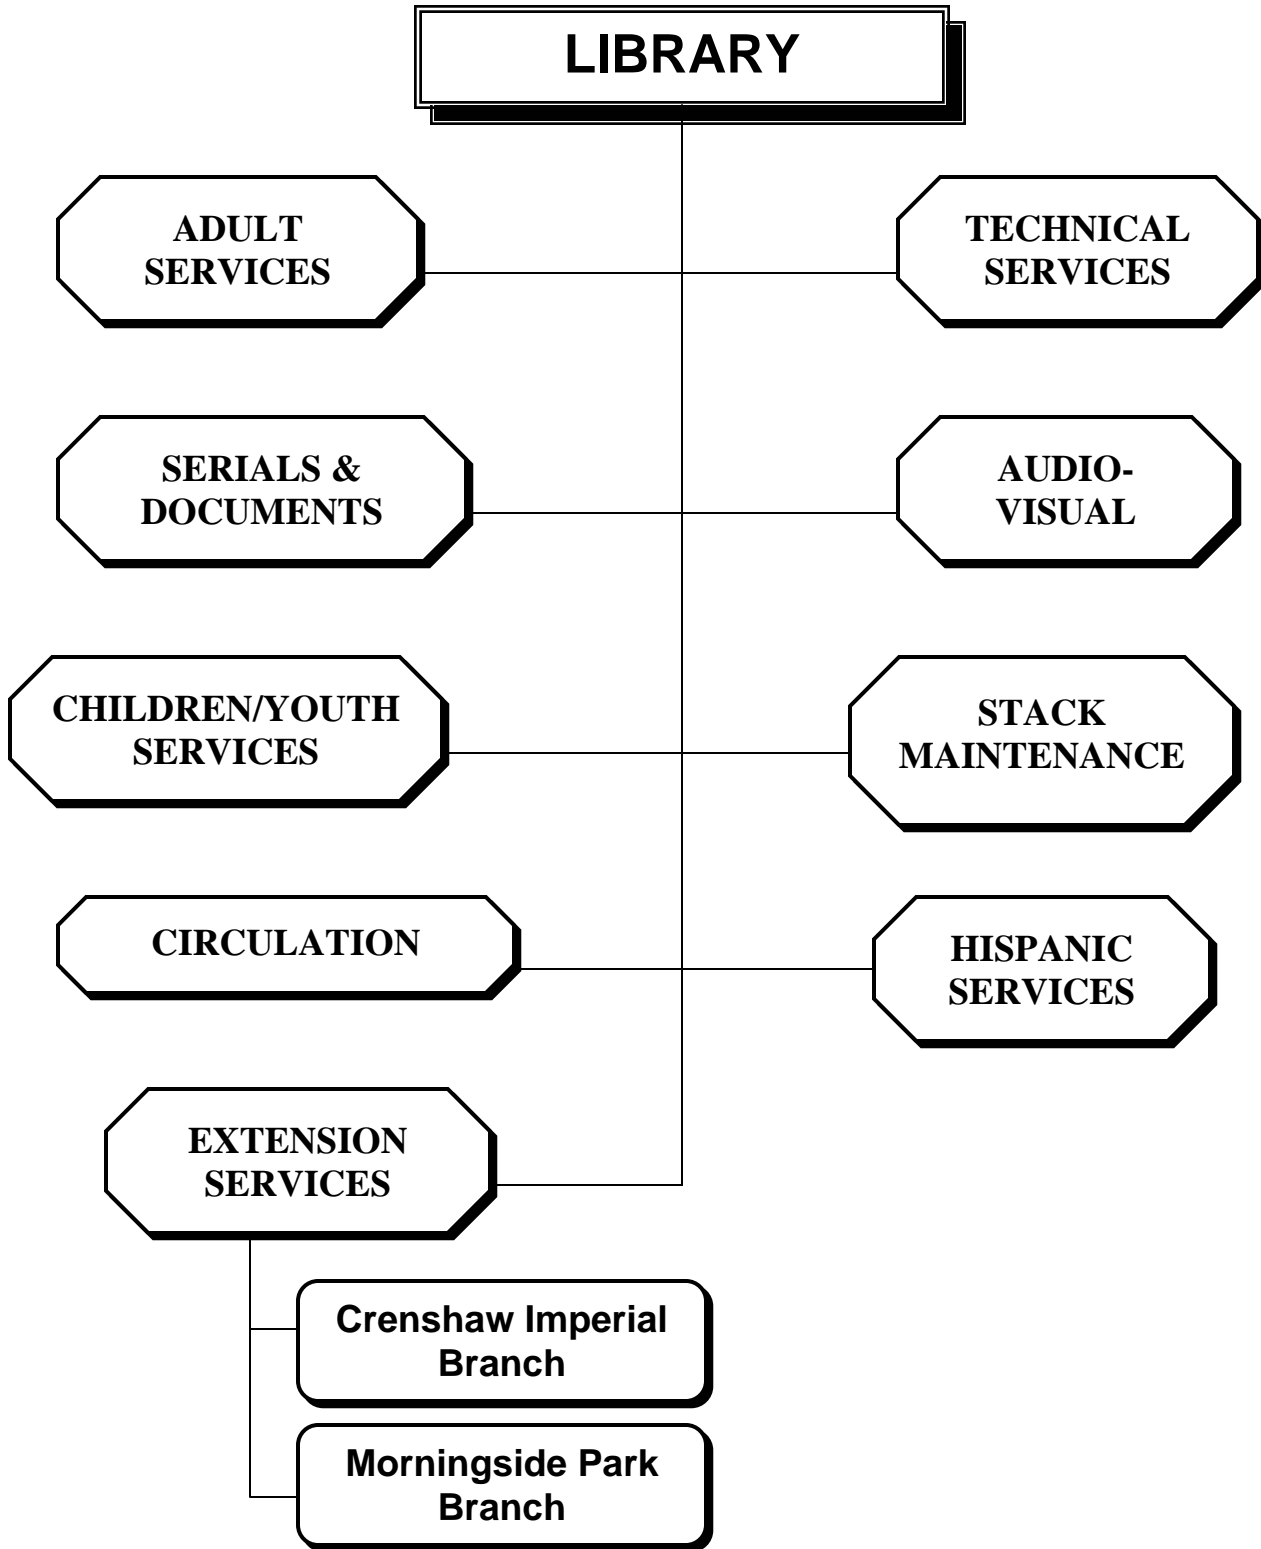 LIBRARY
ADULT
SERVICES
TECHNICAL
SERVICES
SERIALS &
DOCUMENTS
AUDIO-
VISUAL
CHILDREN/YOUTH
SERVICES
STACK
MAINTENANCE
CIRCULATION
HISPANIC
SERVICES
EXTENSION
SERVICES
Crenshaw Imperial
Branch
Morningside Park
Branch